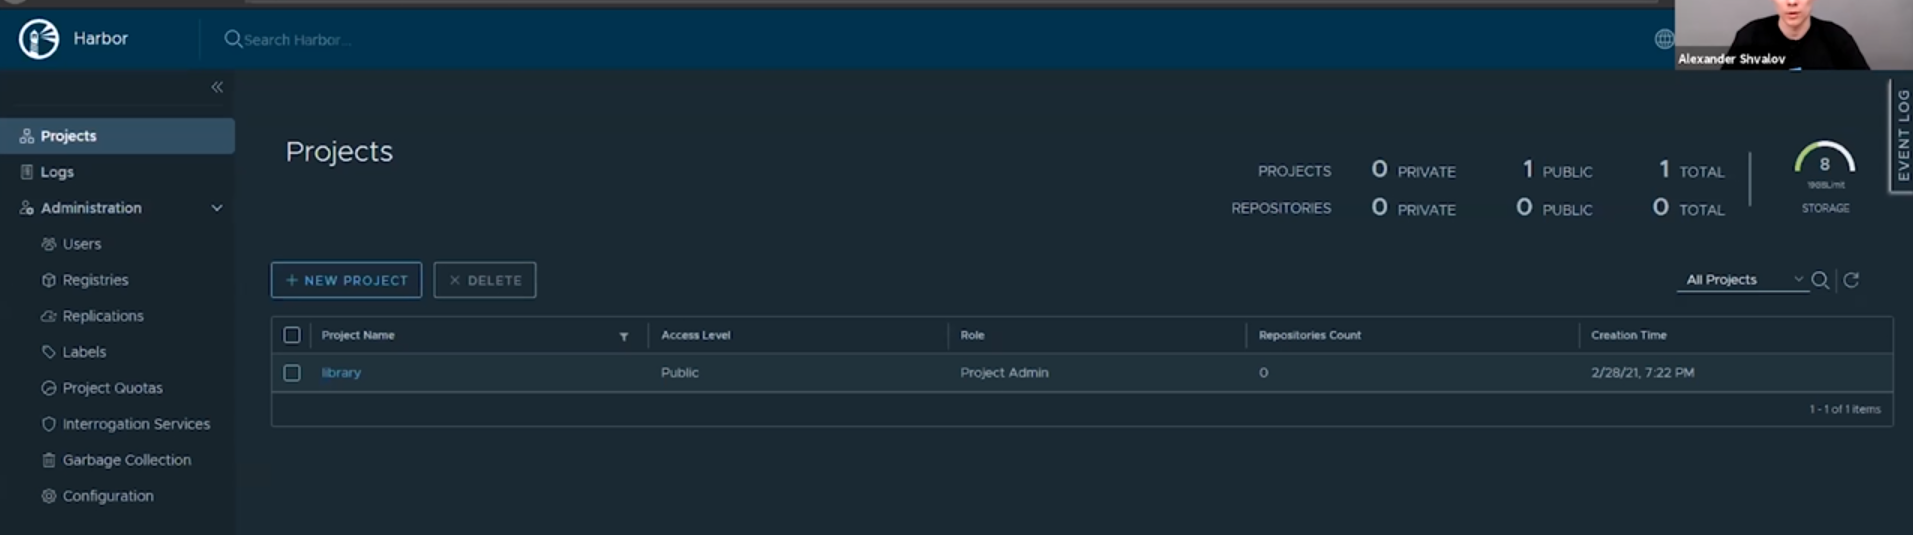 Harbor
Search Harbor...
Alexander Shvalov
EVENT LOG
Projects
Logs
Administration
Users
Registries
Replications
Labels
Project Quotas
Interrogation Services
Garbage Collection
Configuration
Projects
PROJECTS 0 PRIVATE 1 PUBLIC 1 TOTAL
REPOSITORIES 0 PRIVATE 0 PUBLIC 0 TOTAL
8
STORAGE
+ NEW PROJECT × DELETE
All Projects
Project Name Access Level Role Repositories Count Creation Time
library Public Project Admin 0 2/28/21, 7:22 PM
1 - 1 of 1 items